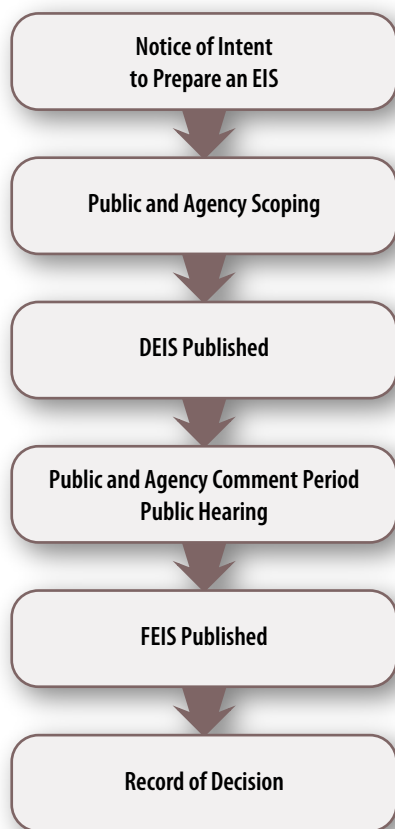 Notice of Intent
to Prepare an EIS
Public and Agency Scoping
DEIS Published
Public and Agency Comment Period
Public Hearing
FEIS Published
Record of Decision